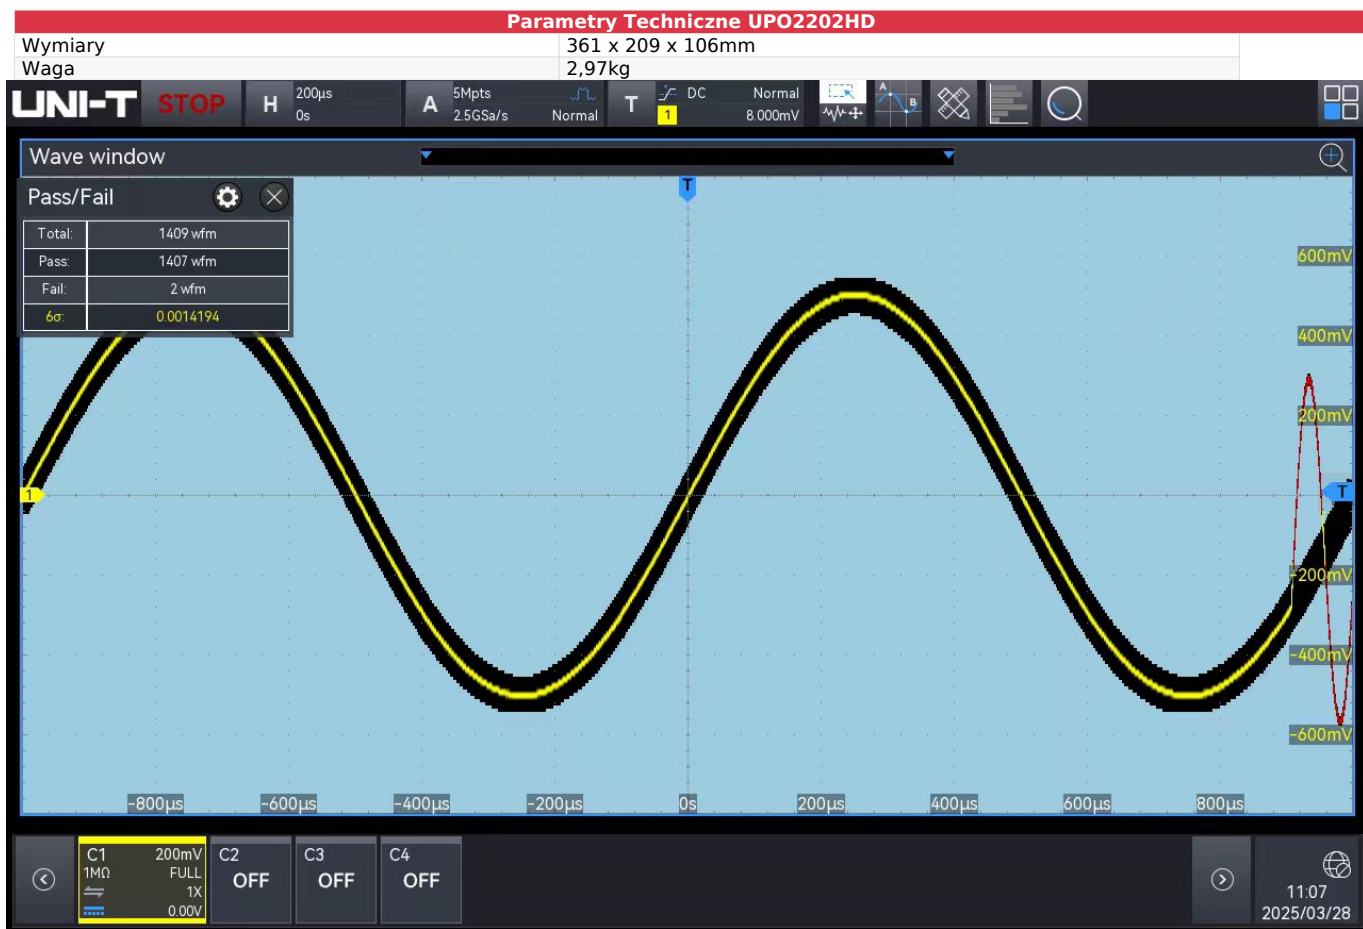 Parametry Techniczne UPO2202HD
Wymiary 361 x 209 x 106mm
Waga 2,97kg
UNI-T STOP H 200µs 0s A 5Mpts 2.5GSa/s Normal T 1 DC Normal 8.000mV A B
Wave window
T
Pass/Fail
Total: 1409 wfm
Pass: 1407 wfm
Fail: 2 wfm
6σ: 0.0014194
600mV
400mV
200mV
1
T
-200mV
-400mV
-600mV
-800µs -600µs -400µs -200µs 0s 200µs 400µs 600µs 800µs
C1 200mV
1MΩ FULL
1X
0.00V
C2
OFF
C3
OFF
C4
OFF
11:07
2025/03/28